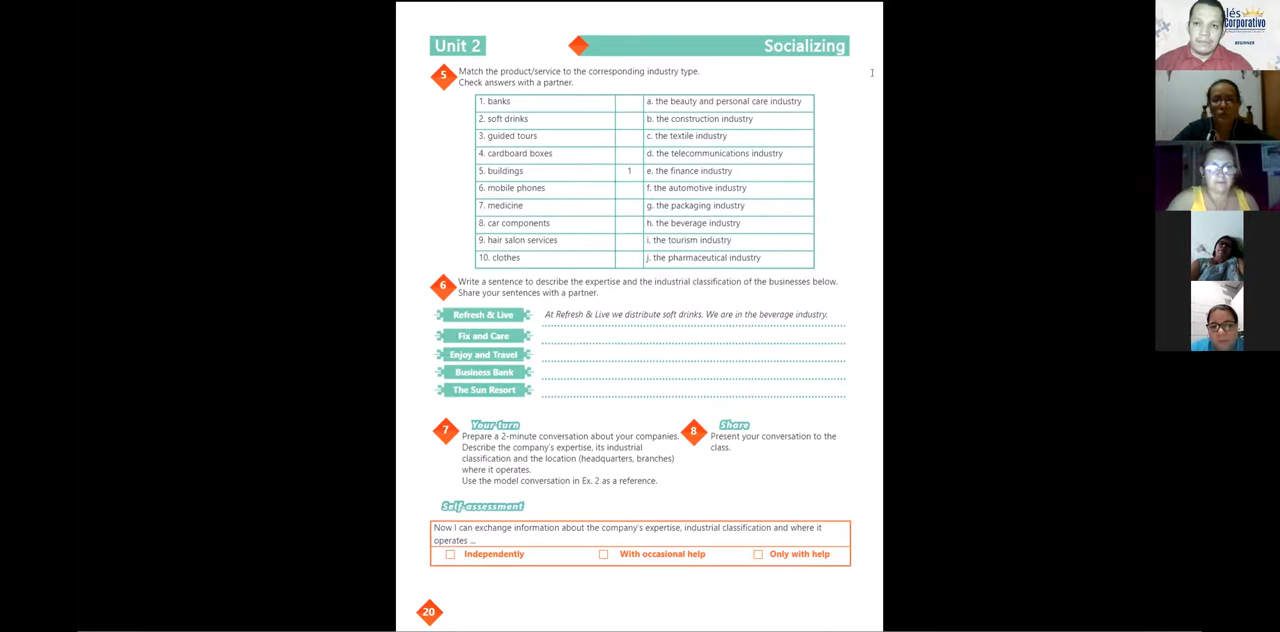 Unit 2
Socializing
5
Match the product/service to the corresponding industry type.
Check answers with a partner.
1. banks
a. the beauty and personal care industry
2. soft drinks
b. the construction industry
3. guided tours
c. the textile industry
4. cardboard boxes
d. the telecommunications industry
5. buildings
1
e. the finance industry
6. mobile phones
f. the automotive industry
7. medicine
g. the packaging industry
8. car components
h. the beverage industry
9. hair salon services
i. the tourism industry
10. clothes
j. the pharmaceutical industry
6
Write a sentence to describe the expertise and the industrial classification of the businesses below.
Share your sentences with a partner.
Refresh & Live
At Refresh & Live we distribute soft drinks. We are in the beverage industry.
Fix and Care
Enjoy and Travel
Business Bank
The Sun Resort
7
Your turn
Prepare a 2-minute conversation about your companies.
Describe the company's expertise, its industrial
classification and the location (headquarters, branches)
where it operates.
Use the model conversation in Ex. 2 as a reference.
8
Share
Present your conversation to the
class.
Self-assessment
Now I can exchange information about the company's expertise, industrial classification and where it
operates ...
Independently
With occasional help
Only with help
20
lés
Corporativo
BEGINNER